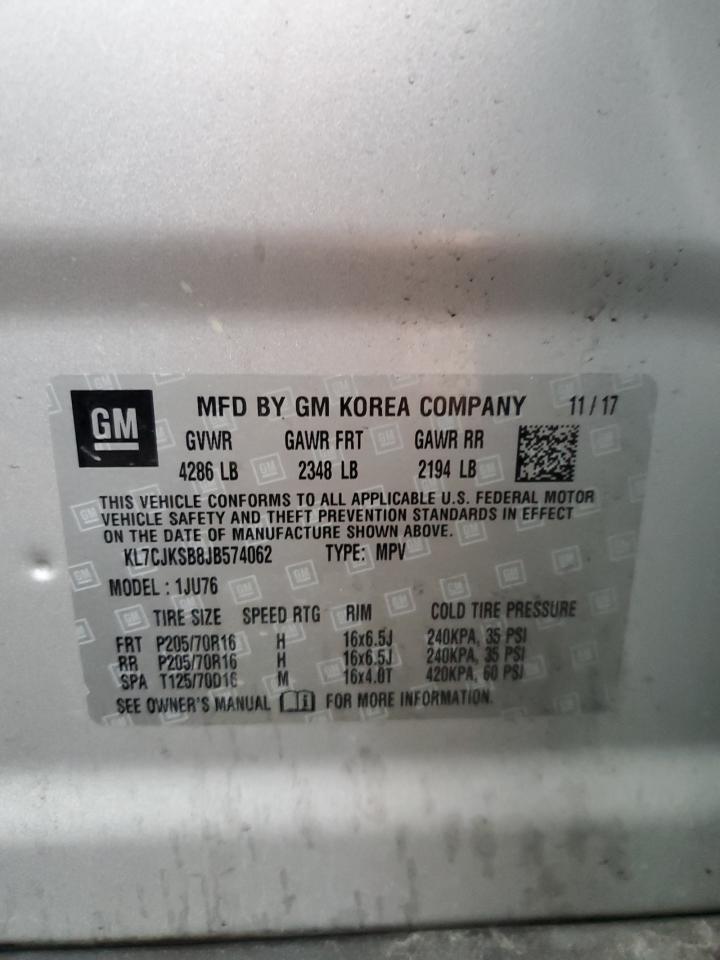 GM
MFD BY GM KOREA COMPANY 11/17
GVWR GAWR FRT GAWR RR
4286 LB 2348 LB 2194 LB
THIS VEHICLE CONFORMS TO ALL APPLICABLE U.S. FEDERAL MOTOR
VEHICLE SAFETY AND THEFT PREVENTION STANDARDS IN EFFECT
ON THE DATE OF MANUFACTURE SHOWN ABOVE.
KL7CJKSB8JB574062 TYPE: MPV
MODEL : 1JU76
TIRE SIZE SPEED RTG RIM COLD TIRE PRESSURE
FRT P205/70R16 H 16x6.5J 240KPA, 35 PSI
RR P205/70R16 H 16x6.5J 240KPA, 35 PSI
SPA T125/70D16 M 16x4.0T 420KPA, 60 PSI
SEE OWNER'S MANUAL FOR MORE INFORMATION.